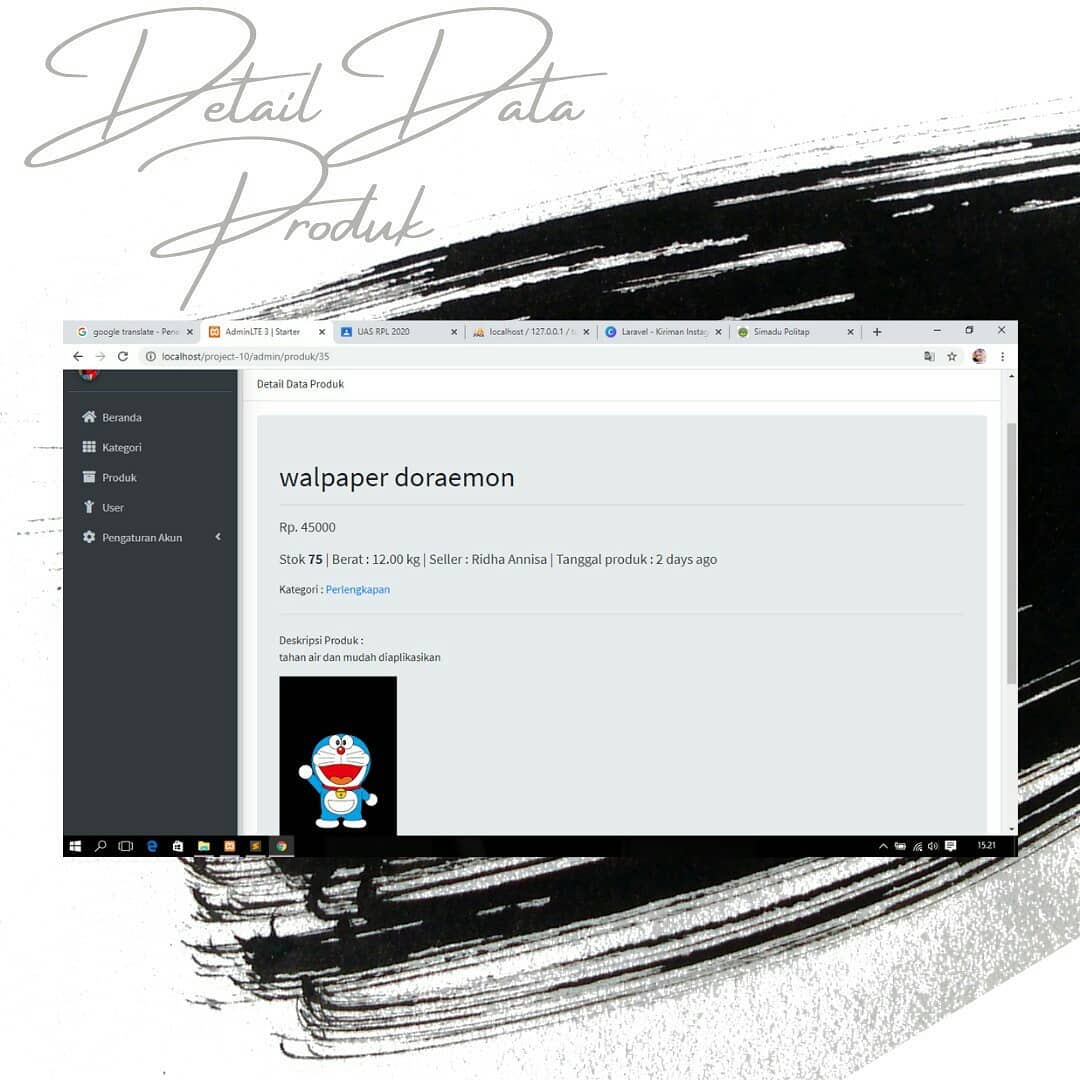 Detail Data
Produk
google translate - Pene
AdminLTE 3 | Starter
UAS RPL 2020
localhost / 127.0.0.1 / t
Laravel - Kiriman Instag
Simadu Politap
localhost/project-10/admin/produk/35
Detail Data Produk
Beranda
Kategori
Produk
User
Pengaturan Akun
walpaper doraemon
Rp. 45000
Stok 75 | Berat : 12.00 kg | Seller : Ridha Annisa | Tanggal produk : 2 days ago
Kategori : Perlengkapan
Deskripsi Produk :
tahan air dan mudah diaplikasikan
15.21